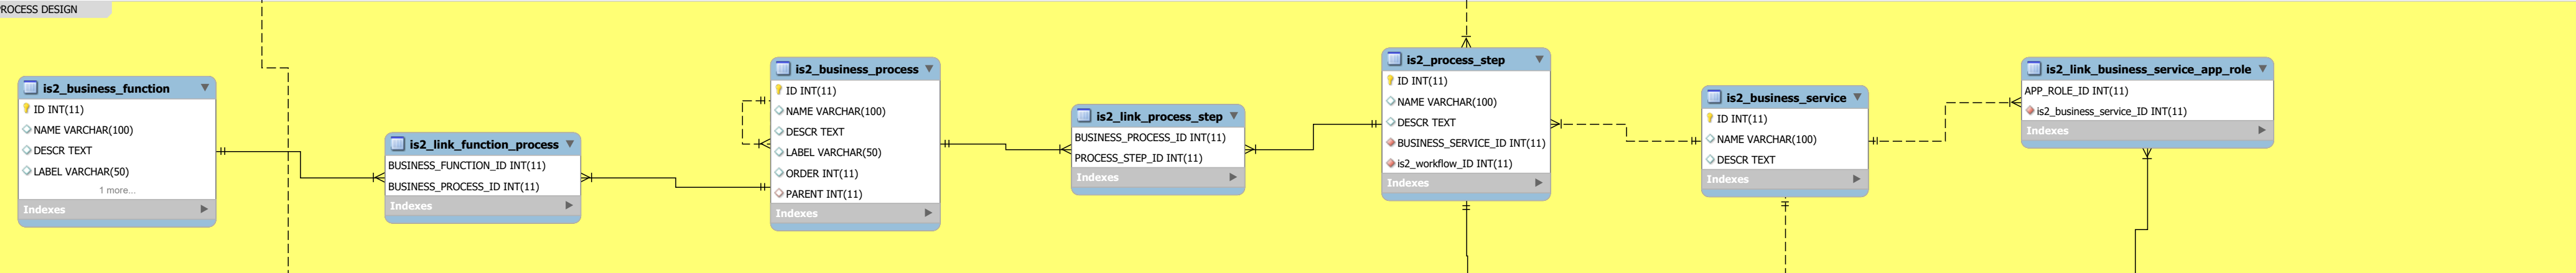 PROCESS DESIGN
is2_business_function
ID INT(11)
NAME VARCHAR(100)
DESCR TEXT
LABEL VARCHAR(50)
1 more...
Indexes
is2_link_function_process
BUSINESS_FUNCTION_ID INT(11)
BUSINESS_PROCESS_ID INT(11)
Indexes
is2_business_process
ID INT(11)
NAME VARCHAR(100)
DESCR TEXT
LABEL VARCHAR(50)
ORDER INT(11)
PARENT INT(11)
Indexes
is2_link_process_step
BUSINESS_PROCESS_ID INT(11)
PROCESS_STEP_ID INT(11)
Indexes
is2_process_step
ID INT(11)
NAME VARCHAR(100)
DESCR TEXT
BUSINESS_SERVICE_ID INT(11)
is2_workflow_ID INT(11)
Indexes
is2_business_service
ID INT(11)
NAME VARCHAR(100)
DESCR TEXT
Indexes
is2_link_business_service_app_role
APP_ROLE_ID INT(11)
is2_business_service_ID INT(11)
Indexes